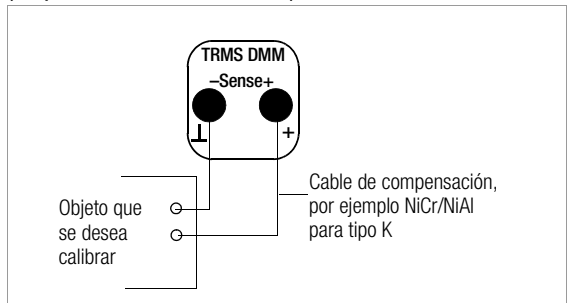 TRMS DMM
–Sense+
⊥ +
Objeto que
se desea
calibrar
Cable de compensación,
por ejemplo NiCr/NiAl
para tipo K